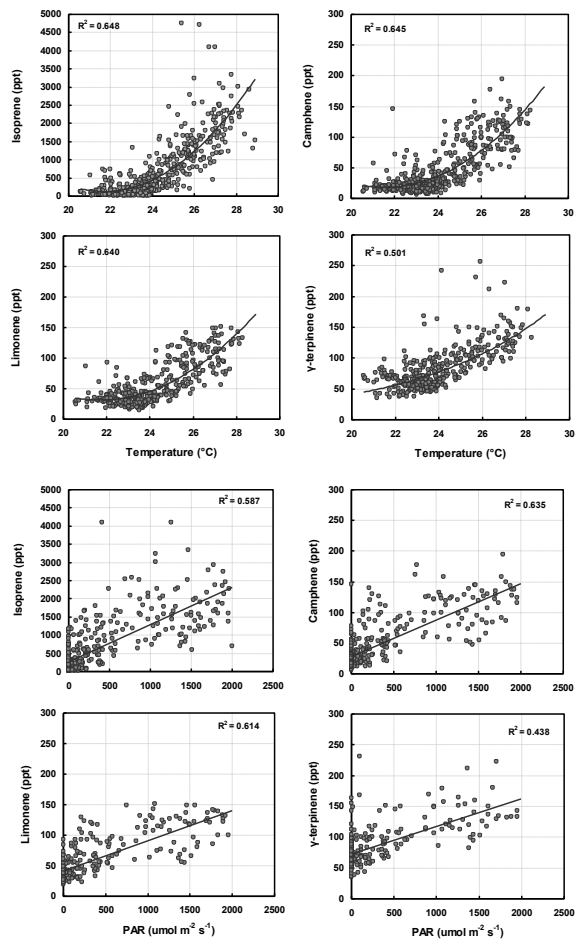 5000
4500
4000
3500
3000
2500
2000
1500
1000
500
0
Isoprene (ppt)
R² = 0.648
20 22 24 26 28 30
300
250
200
150
100
50
0
Camphene (ppt)
R² = 0.645
20 22 24 26 28 30
300
250
200
150
100
50
0
Limonene (ppt)
R² = 0.640
20 22 24 26 28 30
Temperature (°C)
300
250
200
150
100
50
0
γ-terpinene (ppt)
R² = 0.501
20 22 24 26 28 30
Temperature (°C)
5000
4500
4000
3500
3000
2500
2000
1500
1000
500
0
Isoprene (ppt)
R² = 0.587
0 500 1000 1500 2000 2500
300
250
200
150
100
50
0
Camphene (ppt)
R² = 0.635
0 500 1000 1500 2000 2500
300
250
200
150
100
50
0
Limonene (ppt)
R² = 0.614
0 500 1000 1500 2000 2500
PAR (umol m⁻² s⁻¹)
300
250
200
150
100
50
0
γ-terpinene (ppt)
R² = 0.438
0 500 1000 1500 2000 2500
PAR (umol m⁻² s⁻¹)